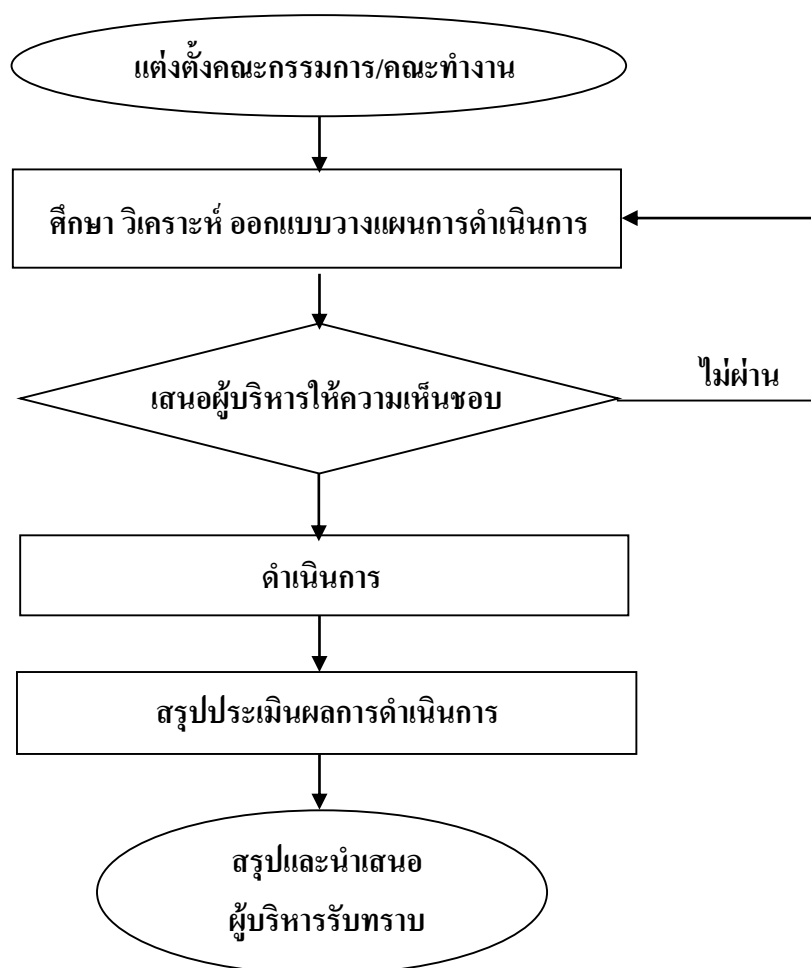 แต่งตั้งคณะกรรมการ/คณะทำงาน
ศึกษา วิเคราะห์ ออกแบบวางแผนการดำเนินการ
เสนอผู้บริหารให้ความเห็นชอบ
ไม่ผ่าน
ดำเนินการ
สรุปประเมินผลการดำเนินการ
สรุปและนำเสนอ
ผู้บริหารรับทราบ